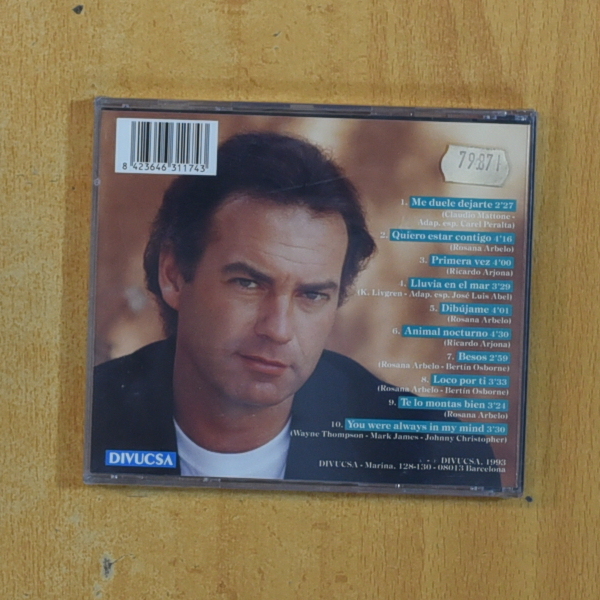 8 423646 311743
79871
1. Me duele dejarte 2'27
(Claudio Mattone -
Adap. esp. Curel Peralta)
2. Quiero estar contigo 4'16
(Rosana Arbelo)
3. Primera vez 4'00
(Ricardo Arjona)
4. Lluvia en el mar 3'29
(K. Livgren - Adap. esp. José Luis Abel)
5. Dibújame 4'01
(Rosana Arbelo)
6. Animal nocturno 4'30
(Ricardo Arjona)
7. Besos 2'59
(Rosana Arbelo - Bertín Osborne)
8. Loco por ti 3'33
(Rosana Arbelo - Bertín Osborne)
9. Te lo montas bien 3'24
(Rosana Arbelo)
10. You were always in my mind 3'30
(Wayne Thompson - Mark James - Johnny Christopher)
DIVUCSA
DIVUCSA, 1993
DIVUCSA - Marina, 128-130 - 08013 Barcelona